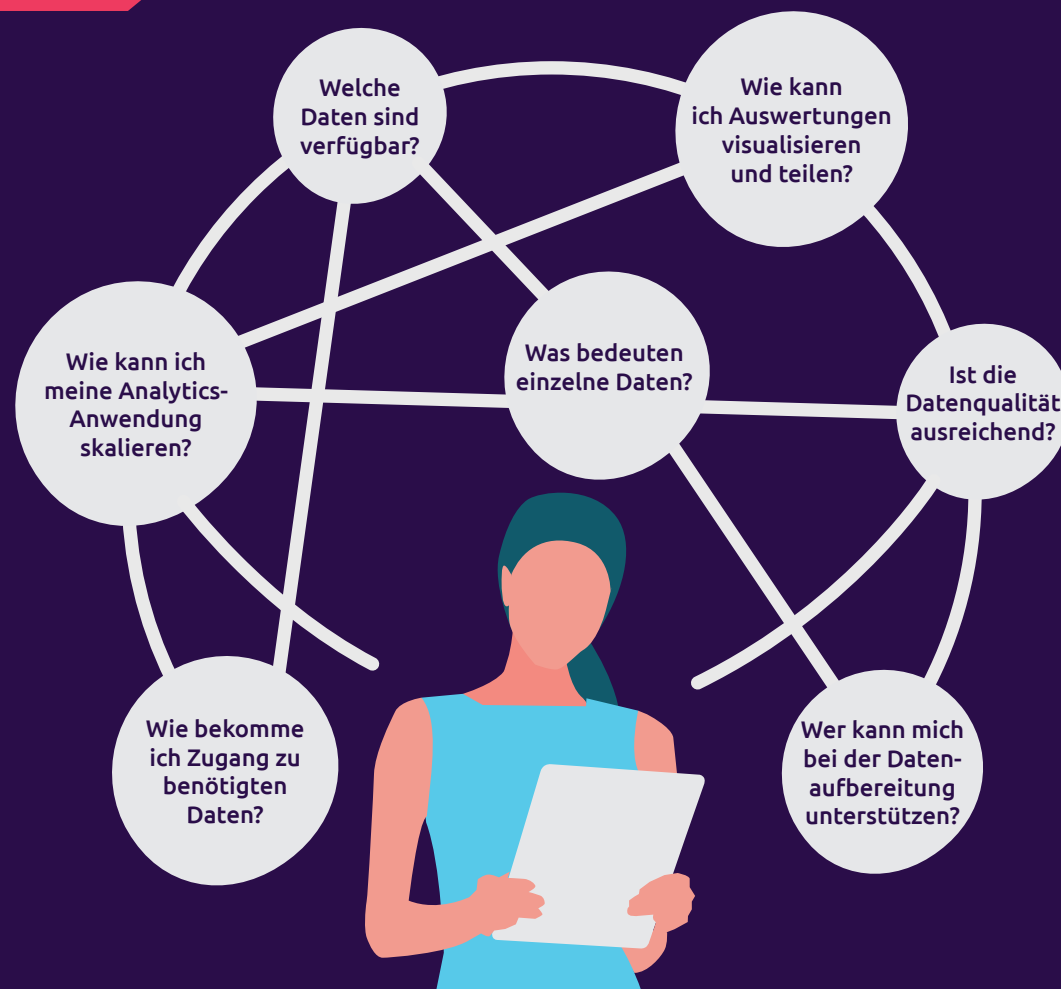 Welche
Daten sind
verfügbar?
Wie kann
ich Auswertungen
visualisieren
und teilen?
Wie kann ich
meine Analytics-
Anwendung
skalieren?
Was bedeuten
einzelne Daten?
Ist die
Datenqualität
ausreichend?
Wie bekomme
ich Zugang zu
benötigten
Daten?
Wer kann mich
bei der Daten-
aufbereitung
unterstützen?